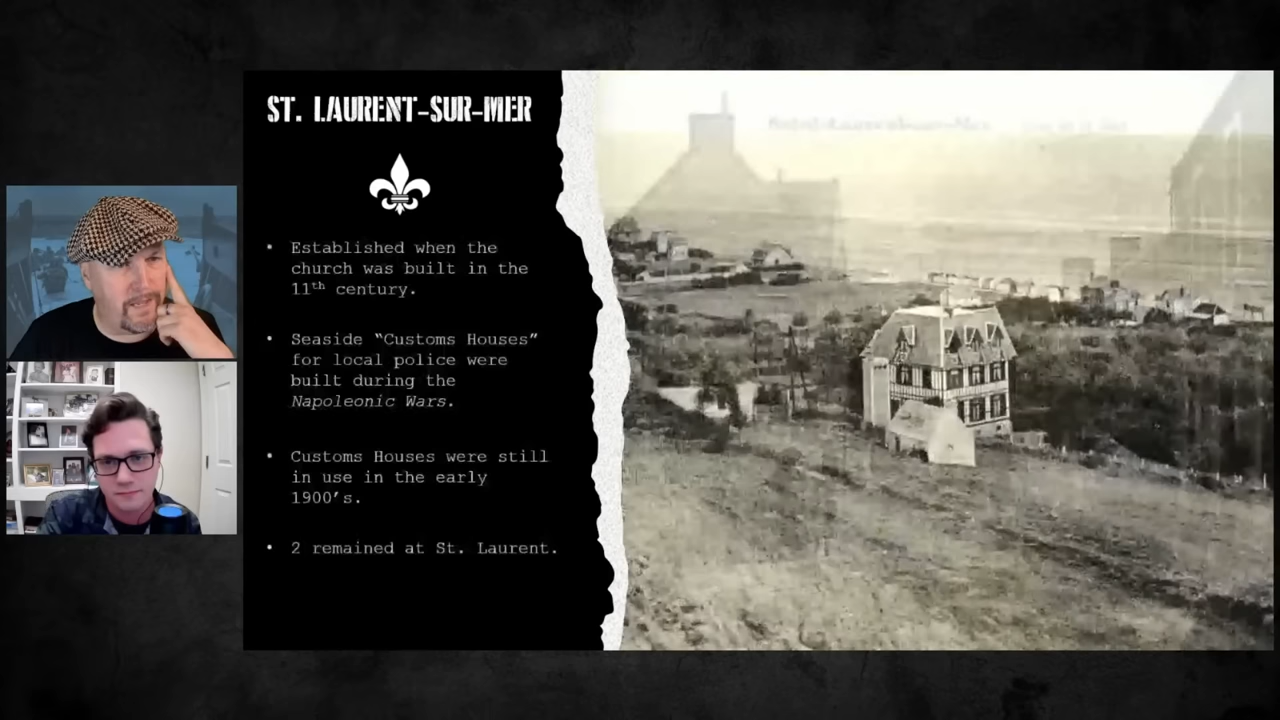 ST. LAURENT-SUR-MER
• Established when the
church was built in the
11th century.
• Seaside “Customs Houses”
for local police were
built during the
Napoleonic Wars.
• Customs Houses were still
in use in the early
1900’s.
• 2 remained at St. Laurent.